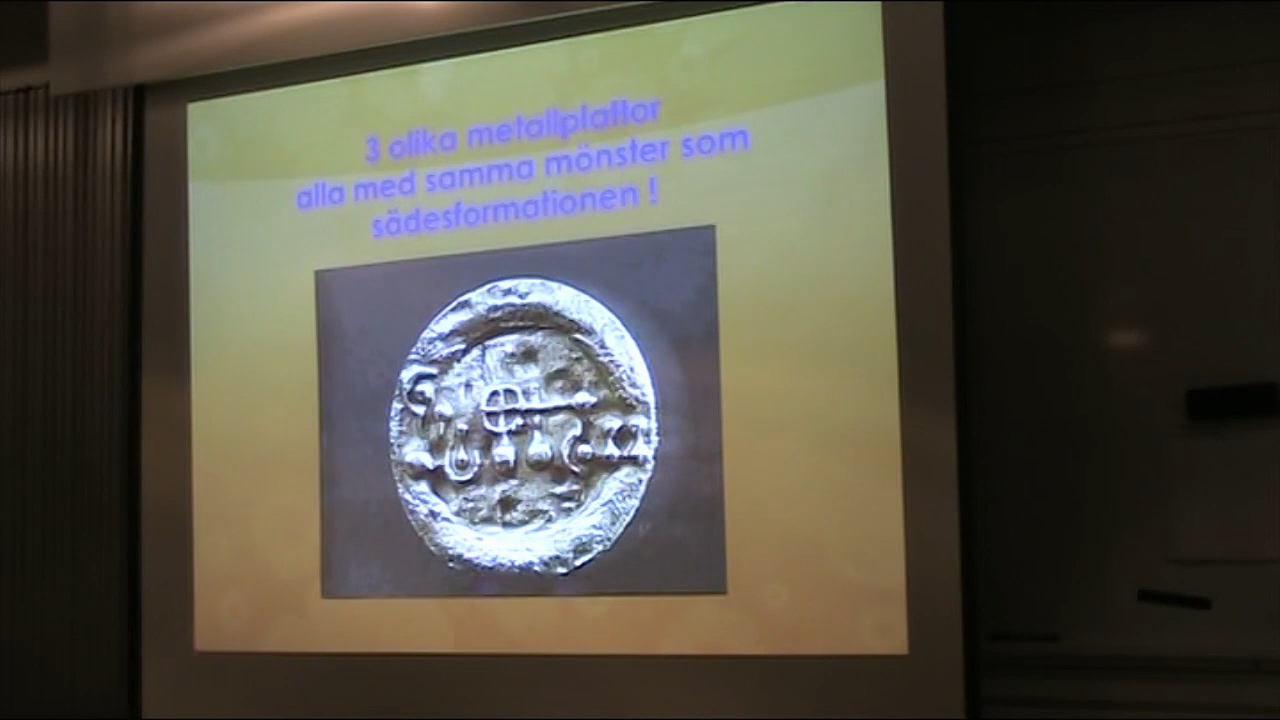 3 olika metallplattor
alla med samma mönster som
sädesformationen !